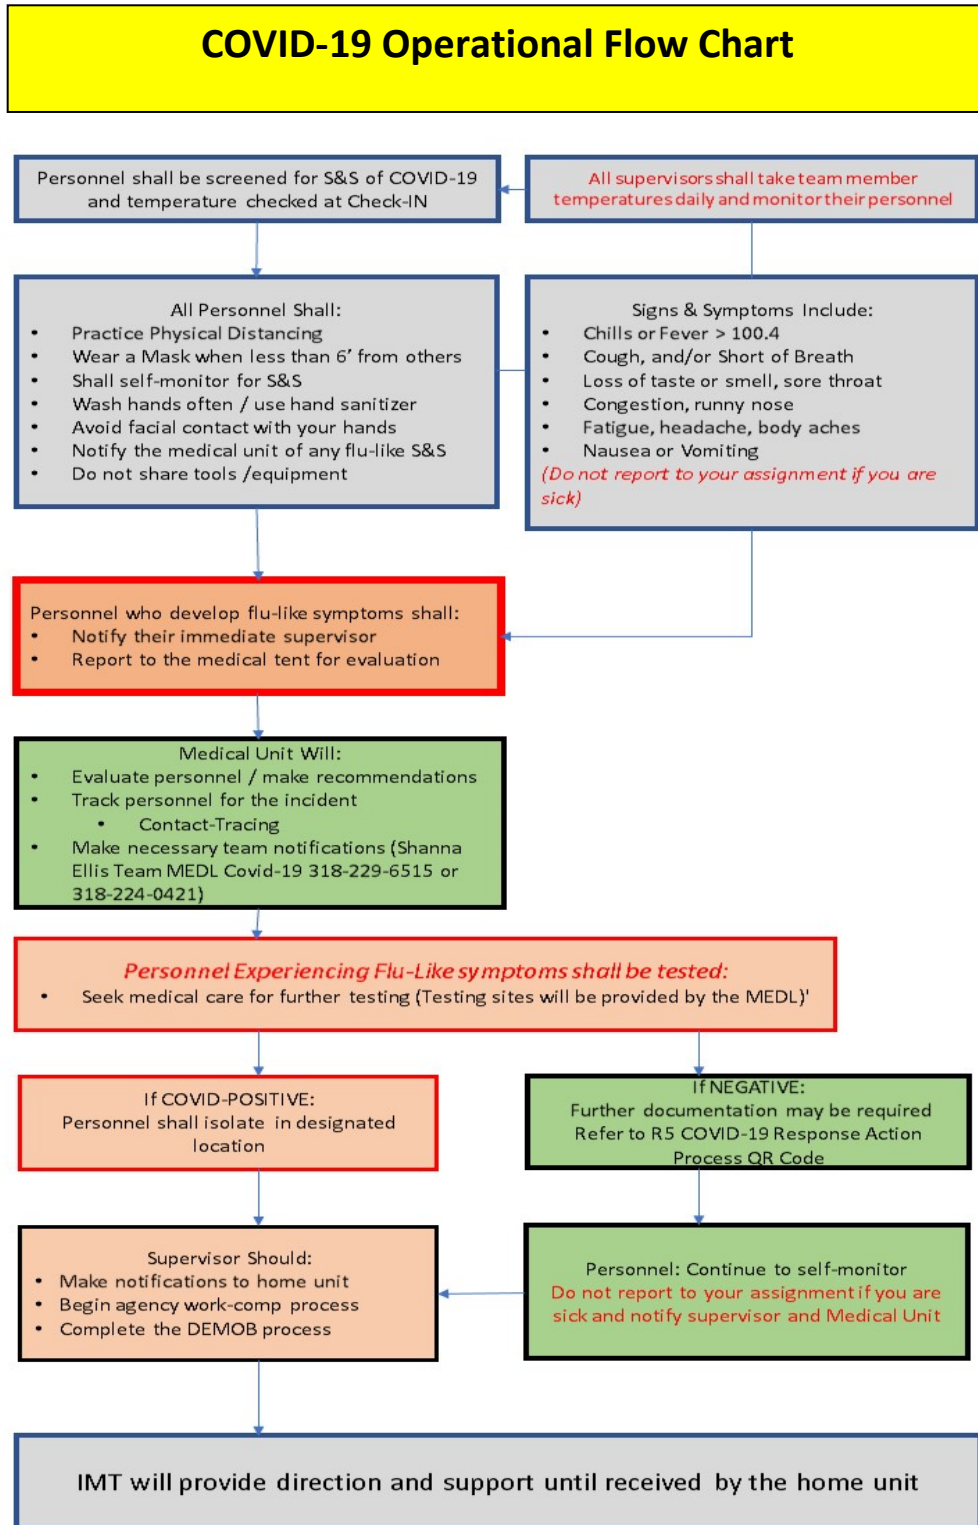 COVID-19 Operational Flow Chart
Personnel shall be screened for S&S of COVID-19
and temperature checked at Check-IN
All supervisors shall take team member
temperatures daily and monitor their personnel
All Personnel Shall:
• Practice Physical Distancing
• Wear a Mask when less than 6' from others
• Shall self-monitor for S&S
• Wash hands often / use hand sanitizer
• Avoid facial contact with your hands
• Notify the medical unit of any flu-like S&S
• Do not share tools /equipment
Signs & Symptoms Include:
• Chills or Fever > 100.4
• Cough, and/or Short of Breath
• Loss of taste or smell, sore throat
• Congestion, runny nose
• Fatigue, headache, body aches
• Nausea or Vomiting
(Do not report to your assignment if you are
sick)
Personnel who develop flu-like symptoms shall:
• Notify their immediate supervisor
• Report to the medical tent for evaluation
Medical Unit Will:
• Evaluate personnel / make recommendations
• Track personnel for the incident
• Contact-Tracing
• Make necessary team notifications (Shanna
Ellis Team MEDL Covid-19 318-229-6515 or
318-224-0421)
Personnel Experiencing Flu-Like symptoms shall be tested:
• Seek medical care for further testing (Testing sites will be provided by the MEDL)'
If COVID-POSITIVE:
Personnel shall isolate in designated
location
If NEGATIVE:
Further documentation may be required
Refer to R5 COVID-19 Response Action
Process QR Code
Supervisor Should:
• Make notifications to home unit
• Begin agency work-comp process
• Complete the DEMOB process
Personnel: Continue to self-monitor
Do not report to your assignment if you are
sick and notify supervisor and Medical Unit
IMT will provide direction and support until received by the home unit